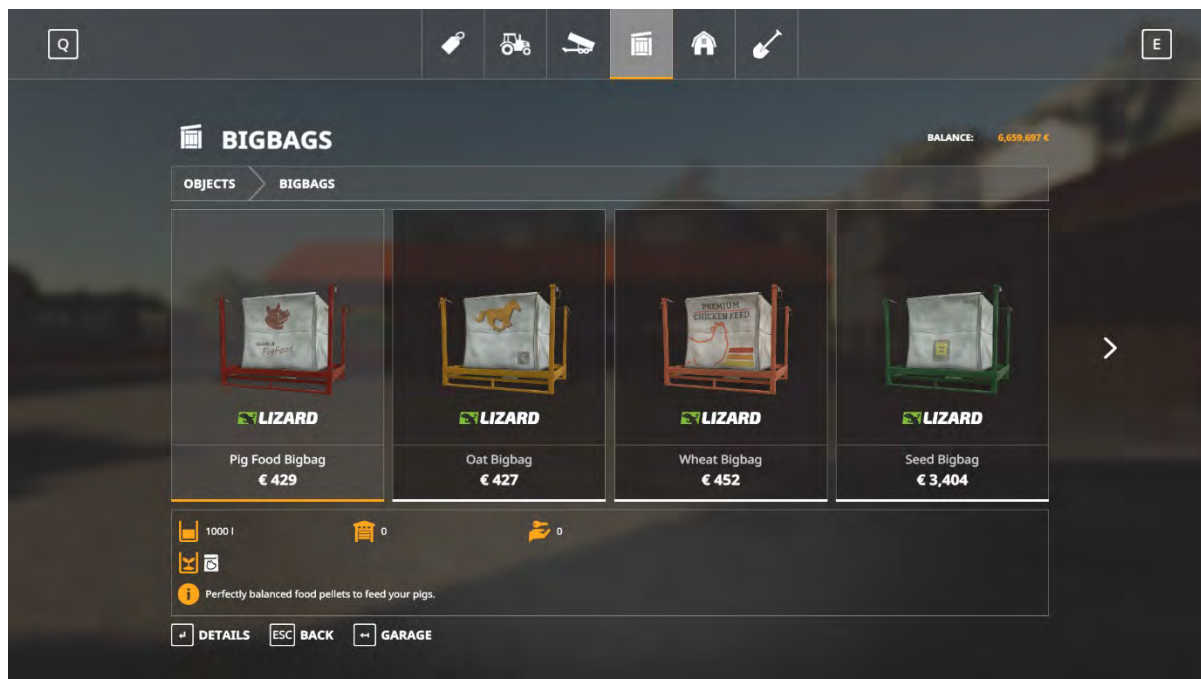 Q
E
BIGBAGS
BALANCE: 6,659,697 €
OBJECTS BIGBAGS
PigFood
PREMIUM
CHICKEN FEED
LIZARD LIZARD LIZARD LIZARD
Pig Food Bigbag Oat Bigbag Wheat Bigbag Seed Bigbag
€ 429 € 427 € 452 € 3,404
1000 l 0 0
Perfectly balanced food pellets to feed your pigs.
DETAILS ESC BACK GARAGE